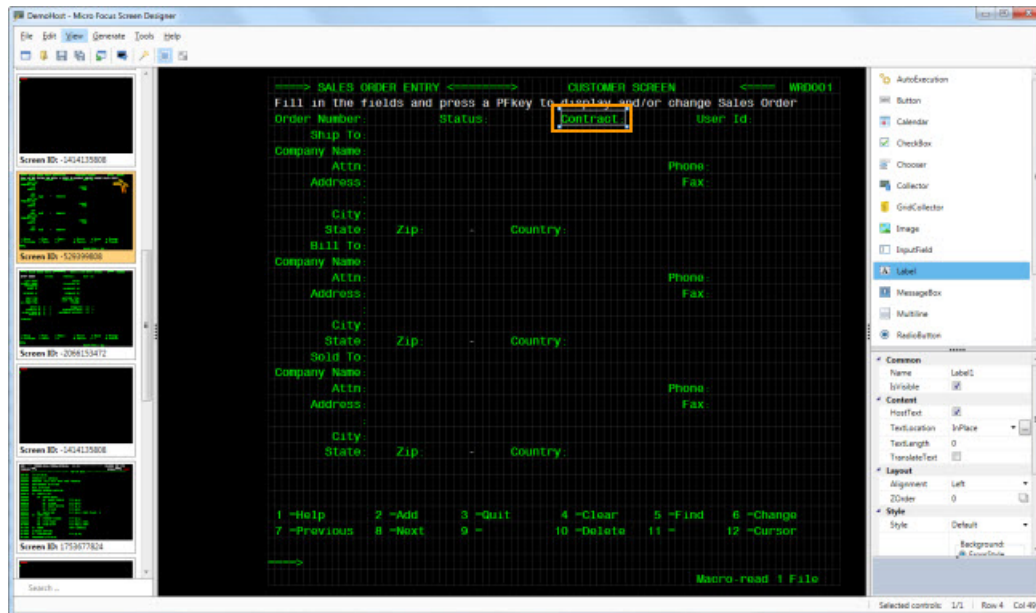 DemoHost - Micro Focus Screen Designer
File Edit View Generate Tools Help
Screen ID: -1414135808
Screen ID: -529399808
Screen ID: -2066153472
Screen ID: -1414135808
Screen ID: 1753677824
Search ...
====> SALES ORDER ENTRY <========> CUSTOMER SCREEN <==== WRD001
Fill in the fields and press a PFkey to display and/or change Sales Order
Order Number: Status: Contract: User Id:
Ship To:
Company Name:
Attn: Phone:
Address: Fax:
:
City:
State: Zip: - Country:
Bill To:
Company Name:
Attn: Phone:
Address: Fax:
:
City:
State: Zip: - Country:
Sold To:
Company Name:
Attn: Phone:
Address: Fax:
:
City:
State: Zip: - Country:
1 =Help 2 =Add 3 =Quit 4 =Clear 5 =Find 6 =Change
7 =Previous 8 =Next 9 = 10 =Delete 11 = 12 =Cursor
====>
Macro-read 1 File
AutoExecution
Button
Calendar
CheckBox
Chooser
Collector
GridCollector
Image
InputField
Label
MessageBox
Multiline
RadioButton
Common
Name Label1
IsVisible
Content
HostText
TextLocation InPlace ...
TextLength 0
TranslateText
Layout
Alignment Left
ZOrder 0
Style
Style Default
Background:
Selected controls: 1/1 Row 4 Col